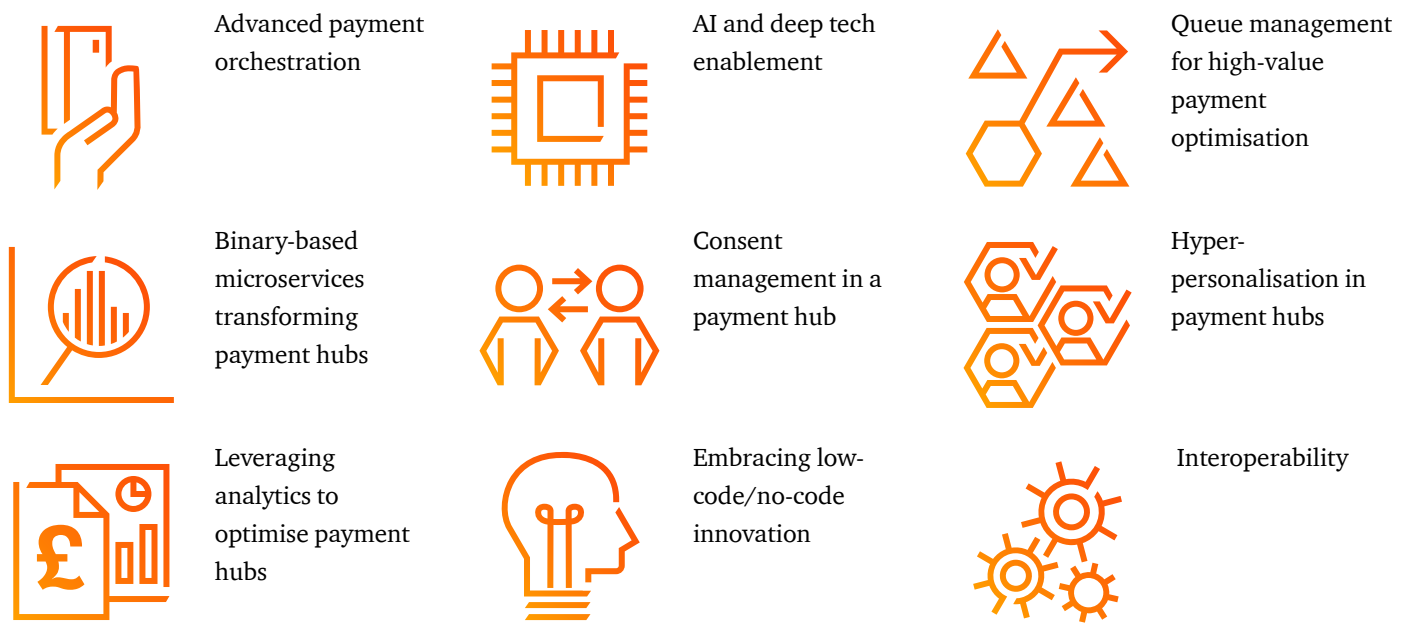 Advanced payment
orchestration
AI and deep tech
enablement
Queue management
for high-value
payment
optimisation
Binary-based
microservices
transforming
payment hubs
Consent
management in a
payment hub
Hyper-
personalisation in
payment hubs
Leveraging
analytics to
optimise payment
hubs
£
Embracing low-
code/no-code
innovation
Interoperability